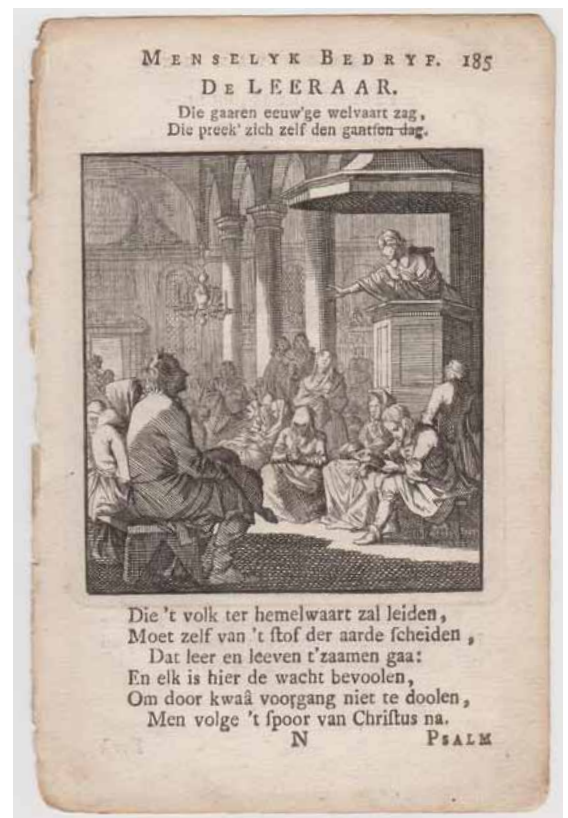 MENSELYK BEDRYF. 185
DE LEERAAR.
Die gaaren eeuw'ge welvaart zag,
Die preek' zich zelf den gantſen dag.
Die 't volk ter hemelwaart zal leiden,
Moet zelf van 't ſtof der aarde ſcheiden,
Dat leer en leeven t'zaamen gaa:
En elk is hier de wacht bevoolen,
Om door kwaâ voorgang niet te doolen,
Men volge 't ſpoor van Chriſtus na.
N PSALM